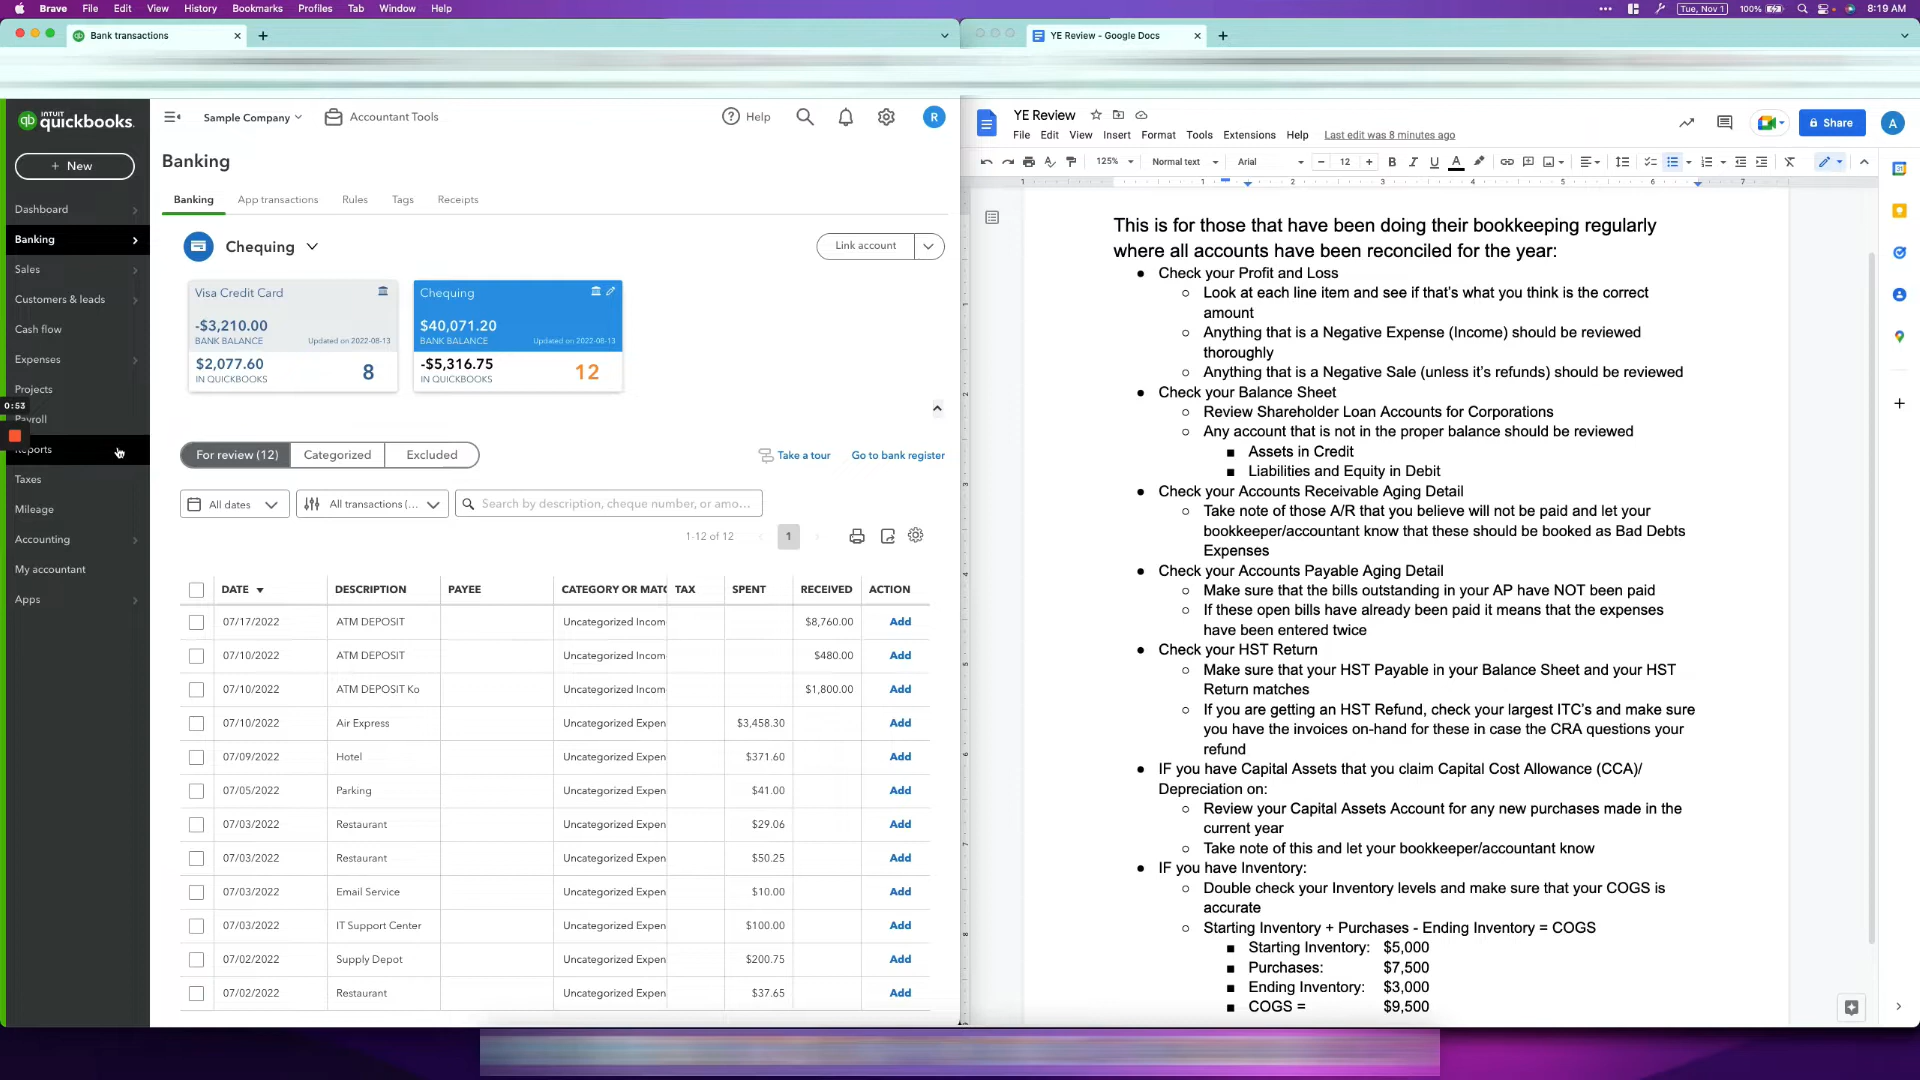 Brave File Edit View History Bookmarks Profiles Tab Window Help
100% Tue, Nov 1 8:19 AM
Bank transactions
YE Review - Google Docs
INTUIT
quickbooks.
+ New
Dashboard
Banking
Sales
Customers & leads
Cash flow
Expenses
Projects
0:53
Payroll
Reports
Taxes
Mileage
Accounting
My accountant
Apps
Sample Company
Accountant Tools
Help
R
Banking
Banking App transactions Rules Tags Receipts
Chequing
Link account
Visa Credit Card
-$3,210.00
BANK BALANCE Updated on 2022-08-13
$2,077.60
IN QUICKBOOKS
8
Chequing
$40,071.20
BANK BALANCE Updated on 2022-08-13
-$5,316.75
IN QUICKBOOKS
12
For review (12) Categorized Excluded
Take a tour Go to bank register
All dates All transactions (... Search by description, cheque number, or amo...
1-12 of 12 1
DATE DESCRIPTION PAYEE CATEGORY OR MATC TAX SPENT RECEIVED ACTION
07/17/2022 ATM DEPOSIT Uncategorized Incom $8,760.00 Add
07/10/2022 ATM DEPOSIT Uncategorized Incom $480.00 Add
07/10/2022 ATM DEPOSIT Ko Uncategorized Incom $1,800.00 Add
07/10/2022 Air Express Uncategorized Expen $3,458.30 Add
07/09/2022 Hotel Uncategorized Expen $371.60 Add
07/05/2022 Parking Uncategorized Expen $41.00 Add
07/03/2022 Restaurant Uncategorized Expen $29.06 Add
07/03/2022 Restaurant Uncategorized Expen $50.25 Add
07/03/2022 Email Service Uncategorized Expen $10.00 Add
07/03/2022 IT Support Center Uncategorized Expen $100.00 Add
07/02/2022 Supply Depot Uncategorized Expen $200.75 Add
07/02/2022 Restaurant Uncategorized Expen $37.65 Add
YE Review
File Edit View Insert Format Tools Extensions Help Last edit was 8 minutes ago
Share
A
125% Normal text Arial 12
1 1 2 3 4 5 6 7
This is for those that have been doing their bookkeeping regularly
where all accounts have been reconciled for the year:
● Check your Profit and Loss
○ Look at each line item and see if that's what you think is the correct
amount
○ Anything that is a Negative Expense (Income) should be reviewed
thoroughly
○ Anything that is a Negative Sale (unless it's refunds) should be reviewed
● Check your Balance Sheet
○ Review Shareholder Loan Accounts for Corporations
○ Any account that is not in the proper balance should be reviewed
■ Assets in Credit
■ Liabilities and Equity in Debit
● Check your Accounts Receivable Aging Detail
○ Take note of those A/R that you believe will not be paid and let your
bookkeeper/accountant know that these should be booked as Bad Debts
Expenses
● Check your Accounts Payable Aging Detail
○ Make sure that the bills outstanding in your AP have NOT been paid
○ If these open bills have already been paid it means that the expenses
have been entered twice
● Check your HST Return
○ Make sure that your HST Payable in your Balance Sheet and your HST
Return matches
○ If you are getting an HST Refund, check your largest ITC's and make sure
you have the invoices on-hand for these in case the CRA questions your
refund
● IF you have Capital Assets that you claim Capital Cost Allowance (CCA)/
Depreciation on:
○ Review your Capital Assets Account for any new purchases made in the
current year
○ Take note of this and let your bookkeeper/accountant know
● IF you have Inventory:
○ Double check your Inventory levels and make sure that your COGS is
accurate
○ Starting Inventory + Purchases - Ending Inventory = COGS
■ Starting Inventory: $5,000
■ Purchases: $7,500
■ Ending Inventory: $3,000
■ COGS = $9,500